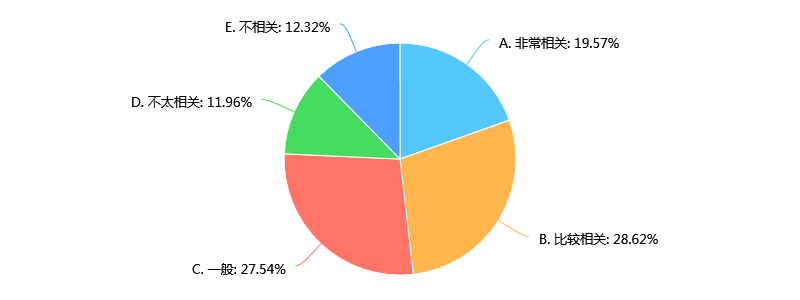 E. 不相关: 12.32%
A. 非常相关: 19.57%
D. 不太相关: 11.96%
B. 比较相关: 28.62%
C. 一般: 27.54%